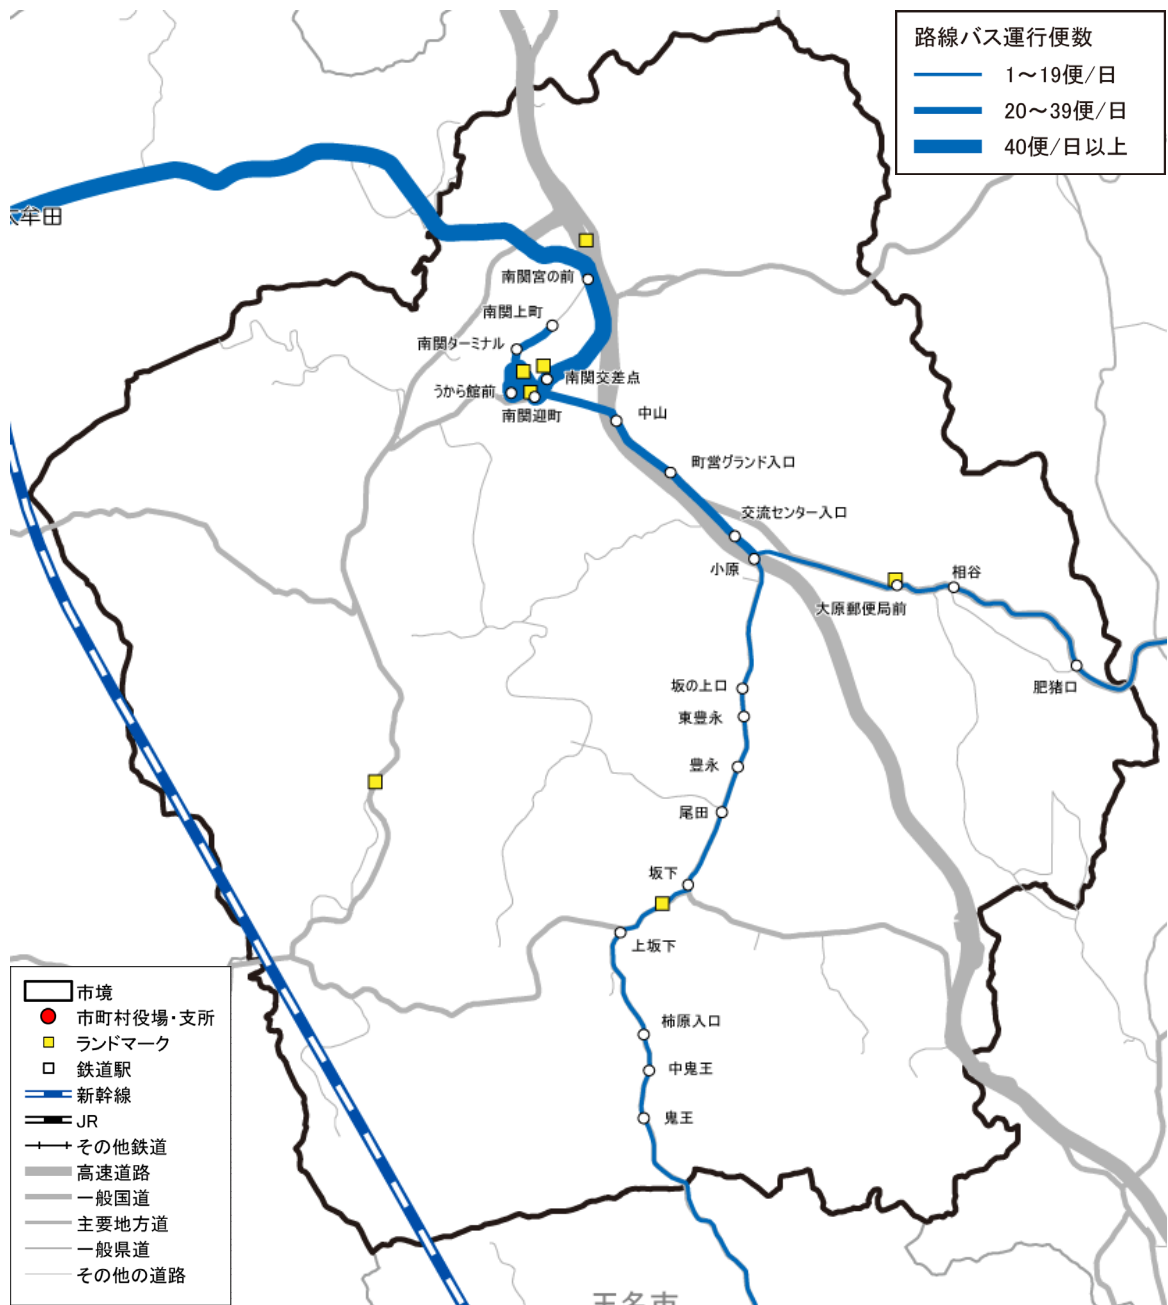 路線バス運行便数
1～19便/日
20～39便/日
40便/日以上
大牟田
南関宮の前
南関上町
南関ターミナル
南関交差点
うから館前
南関迎町
中山
町営グランド入口
交流センター入口
小原
相谷
大原郵便局前
肥猪口
坂の上口
東豊永
豊永
尾田
坂下
上坂下
柿原入口
中鬼王
鬼王
市境
市町村役場・支所
ランドマーク
鉄道駅
新幹線
JR
その他鉄道
高速道路
一般国道
主要地方道
一般県道
その他の道路
玉名市